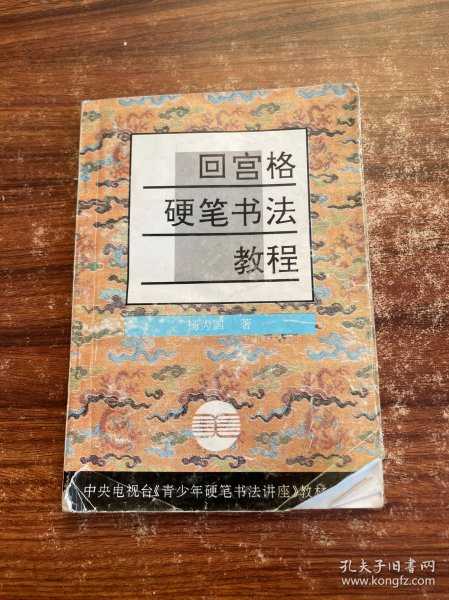 回宫格
硬笔书法
教程
杨为国 著
中央电视台《青少年硬笔书法讲座》教材
孔夫子旧书网
www.kongfz.com